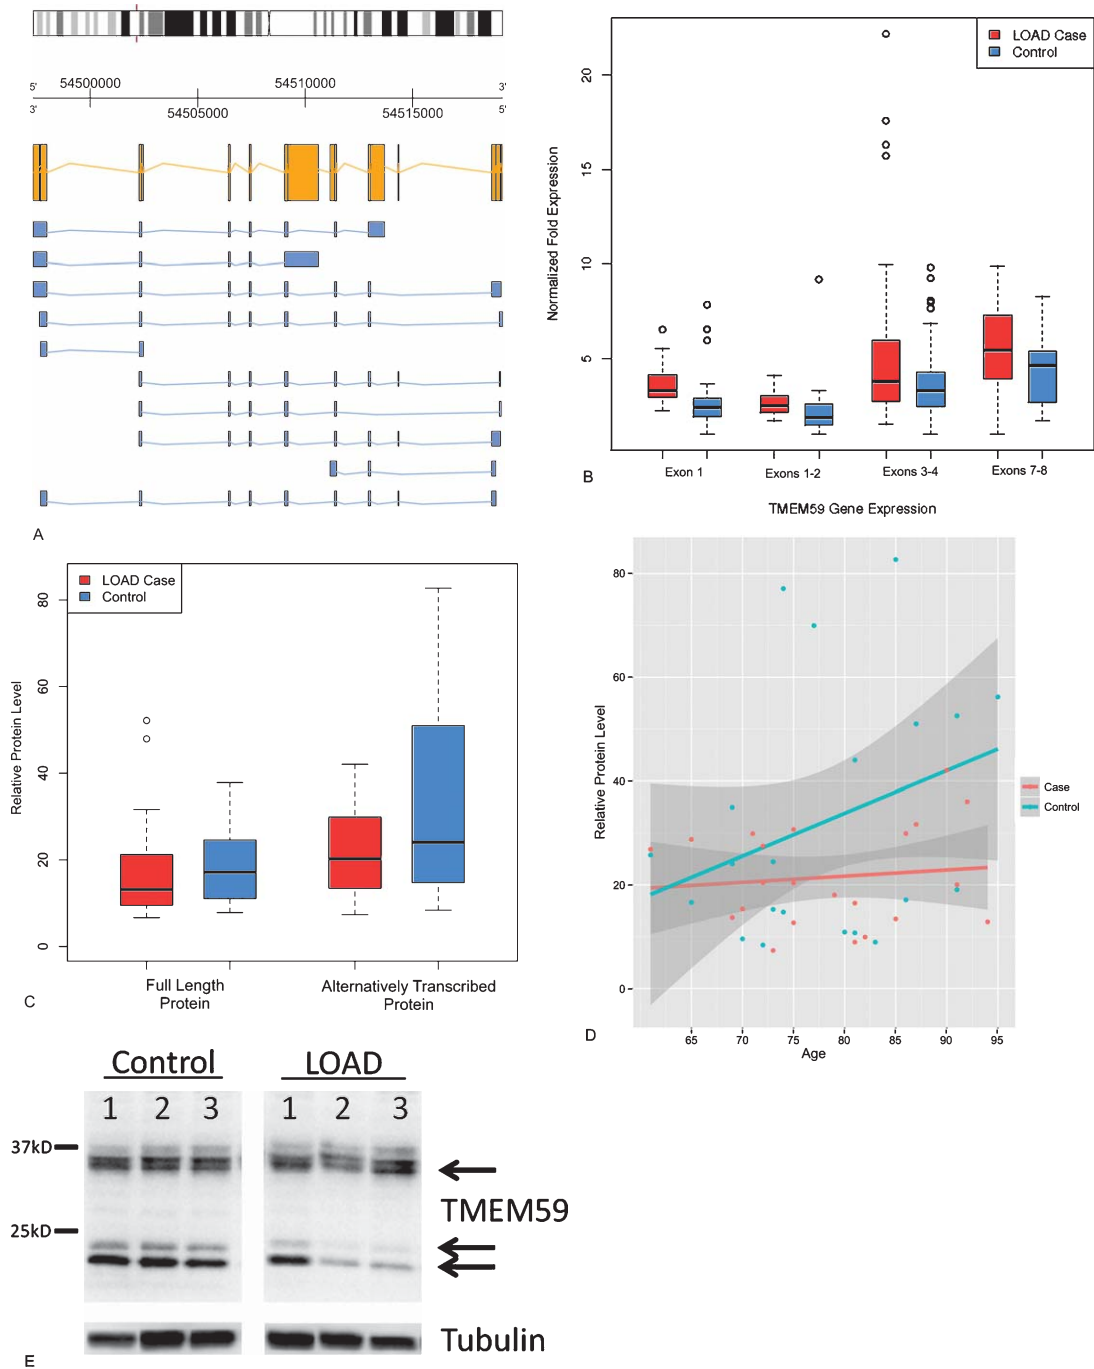 5' 54500000 54510000 3'
3' 54505000 54515000 5'
A
LOAD Case
Control
Normalized Fold Expression
20
15
10
5
Exon 1 Exons 1-2 Exons 3-4 Exons 7-8
B
TMEM59 Gene Expression
LOAD Case
Control
Relative Protein Level
80
60
40
20
0
Full Length
Protein
Alternatively Transcribed
Protein
C
Relative Protein Level
80
60
40
20
0
65 70 75 80 85 90 95
Age
Case
Control
D
Control LOAD
1 2 3 1 2 3
37kD
TMEM59
25kD
Tubulin
E